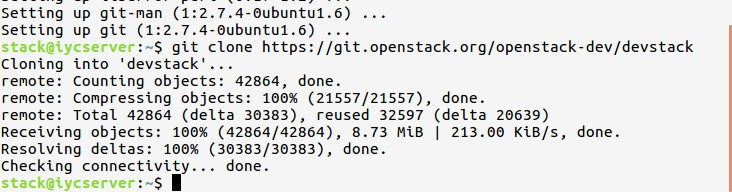 Setting up git-man (1:2.7.4-0ubuntu1.6) ...
Setting up git (1:2.7.4-0ubuntu1.6) ...
stack@iycserver:~$ git clone https://git.openstack.org/openstack-dev/devstack
Cloning into 'devstack'...
remote: Counting objects: 42864, done.
remote: Compressing objects: 100% (21557/21557), done.
remote: Total 42864 (delta 30383), reused 32597 (delta 20639)
Receiving objects: 100% (42864/42864), 8.73 MiB | 213.00 KiB/s, done.
Resolving deltas: 100% (30383/30383), done.
Checking connectivity... done.
stack@iycserver:~$